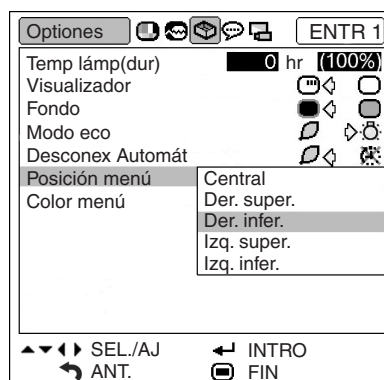 Optiones ENTR 1
Temp lámp(dur) 0 hr (100%)
Visualizador
Fondo
Modo eco
Desconex Automát
Posición menú Central
Color menú Der. super.
Der. infer.
Izq. super.
Izq. infer.
SEL./AJ INTRO
ANT. FIN